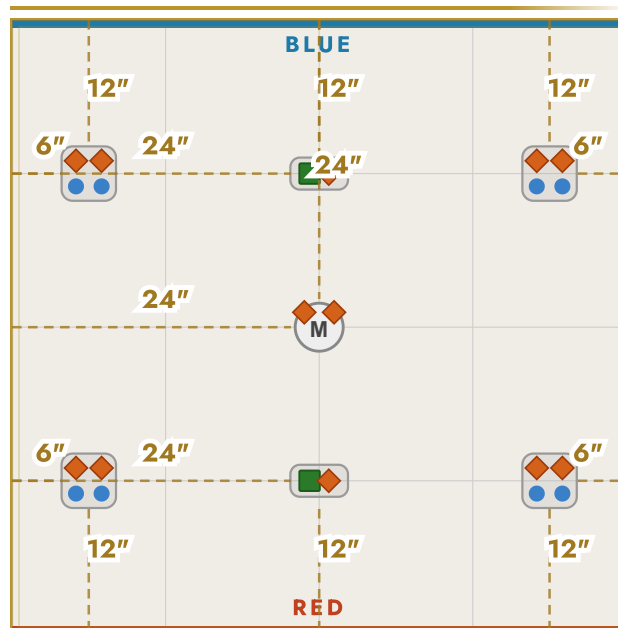 BLUE
12″ 12″ 12″
6″ 24″ 24″ 6″
24″
M
6″ 24″ 6″
12″ 12″ 12″
RED